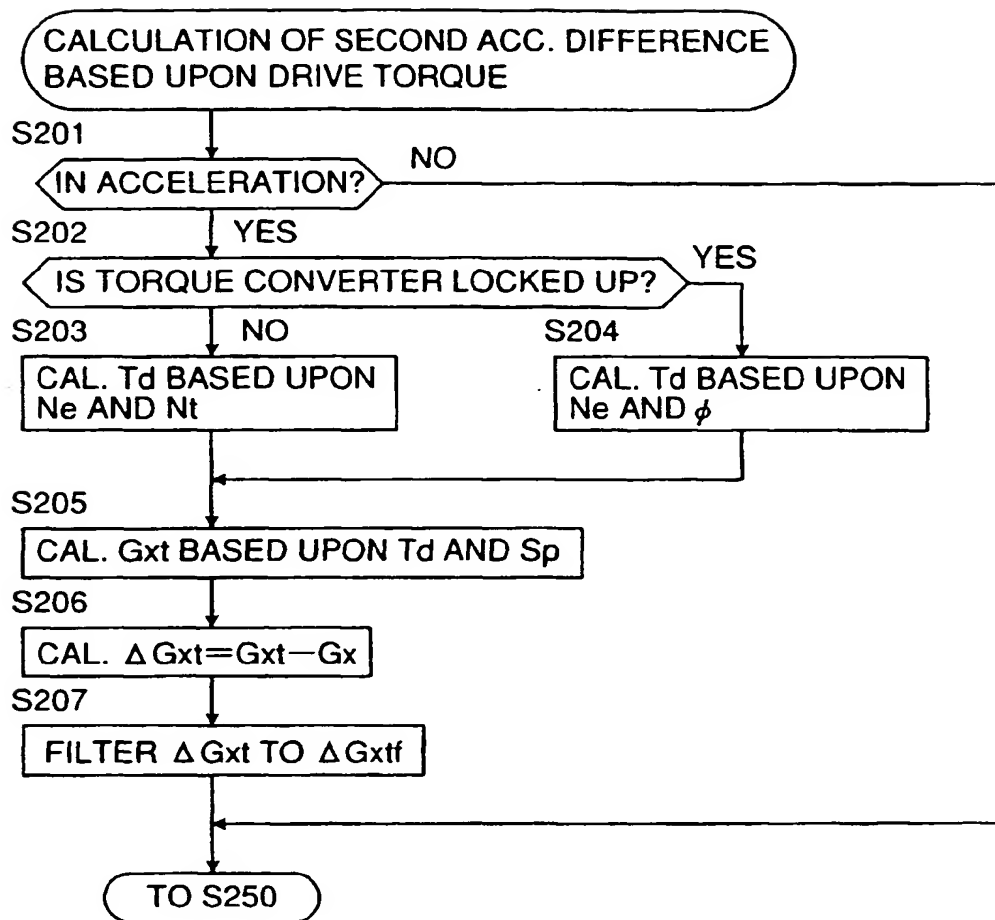 CALCULATION OF SECOND ACC. DIFFERENCE
BASED UPON DRIVE TORQUE
S201
IN ACCELERATION?
NO
S202
YES
IS TORQUE CONVERTER LOCKED UP?
YES
S203
NO
S204
CAL. Td BASED UPON
Ne AND Nt
CAL. Td BASED UPON
Ne AND ϕ
S205
CAL. Gxt BASED UPON Td AND Sp
S206
CAL. ΔGxt=Gxt−Gx
S207
FILTER ΔGxt TO ΔGxtf
TO S250